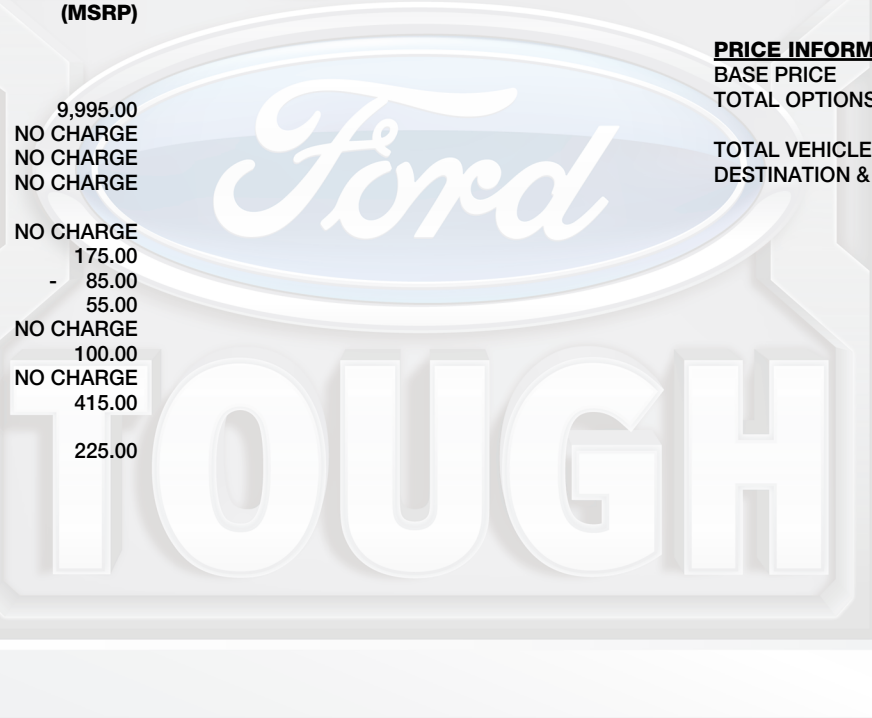 (MSRP)
9,995.00
NO CHARGE
NO CHARGE
NO CHARGE
NO CHARGE
175.00
- 85.00
55.00
NO CHARGE
100.00
NO CHARGE
415.00
225.00
PRICE INFORM
BASE PRICE
TOTAL OPTIONS
TOTAL VEHICLE
DESTINATION &
Ford
TOUGH